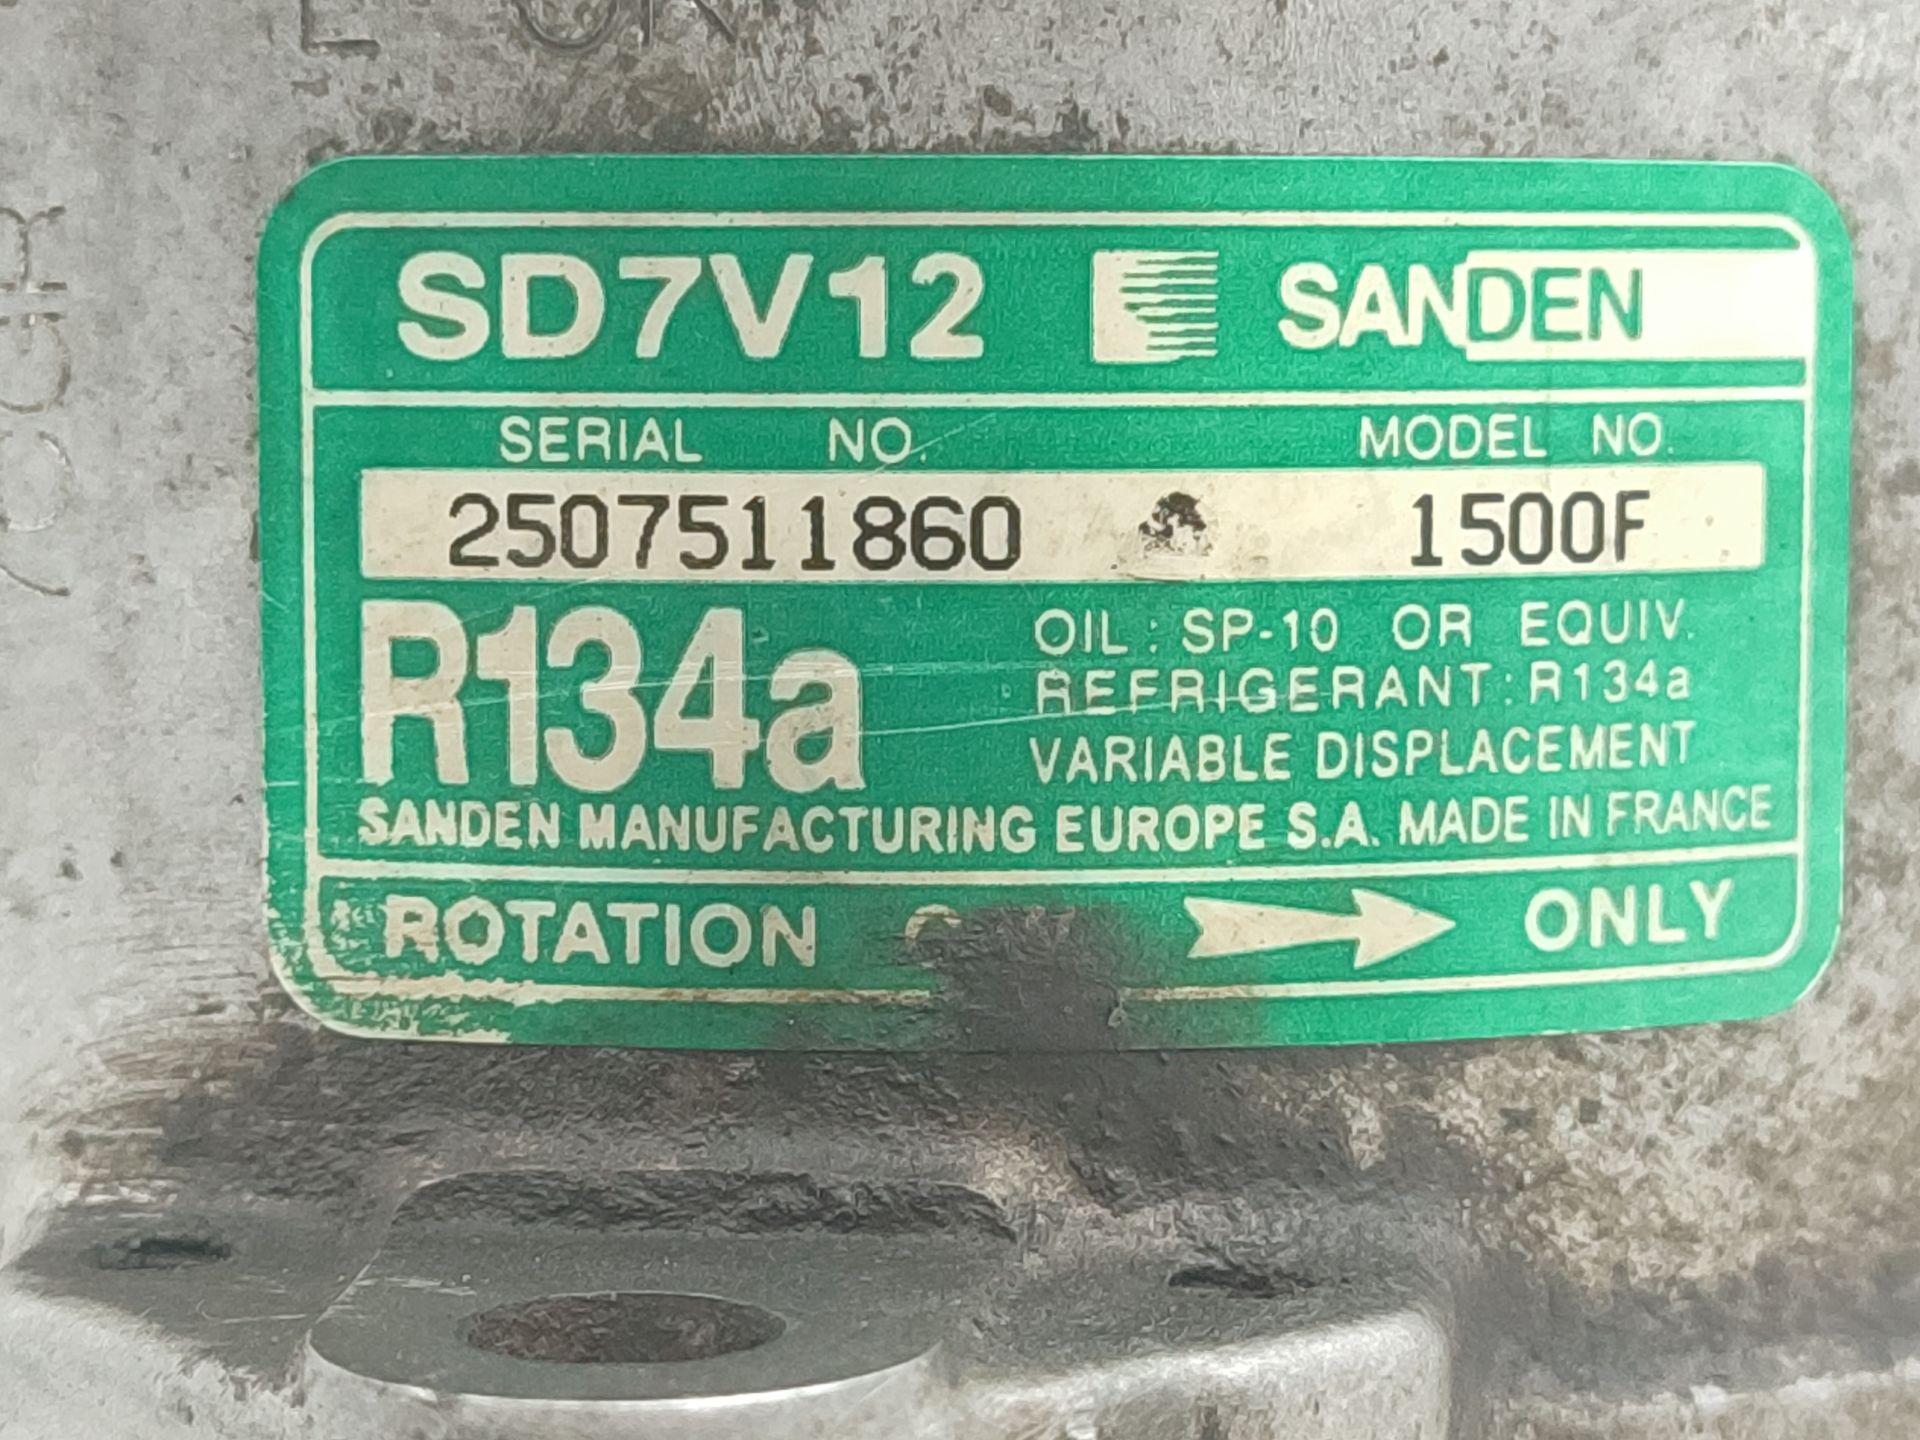 SD7V12 SANDEN
SERIAL NO. MODEL NO.
2507511860 1500F
R134a
OIL: SP-10 OR EQUIV.
REFRIGERANT: R134a
VARIABLE DISPLACEMENT
SANDEN MANUFACTURING EUROPE S.A. MADE IN FRANCE
ROTATION ONLY